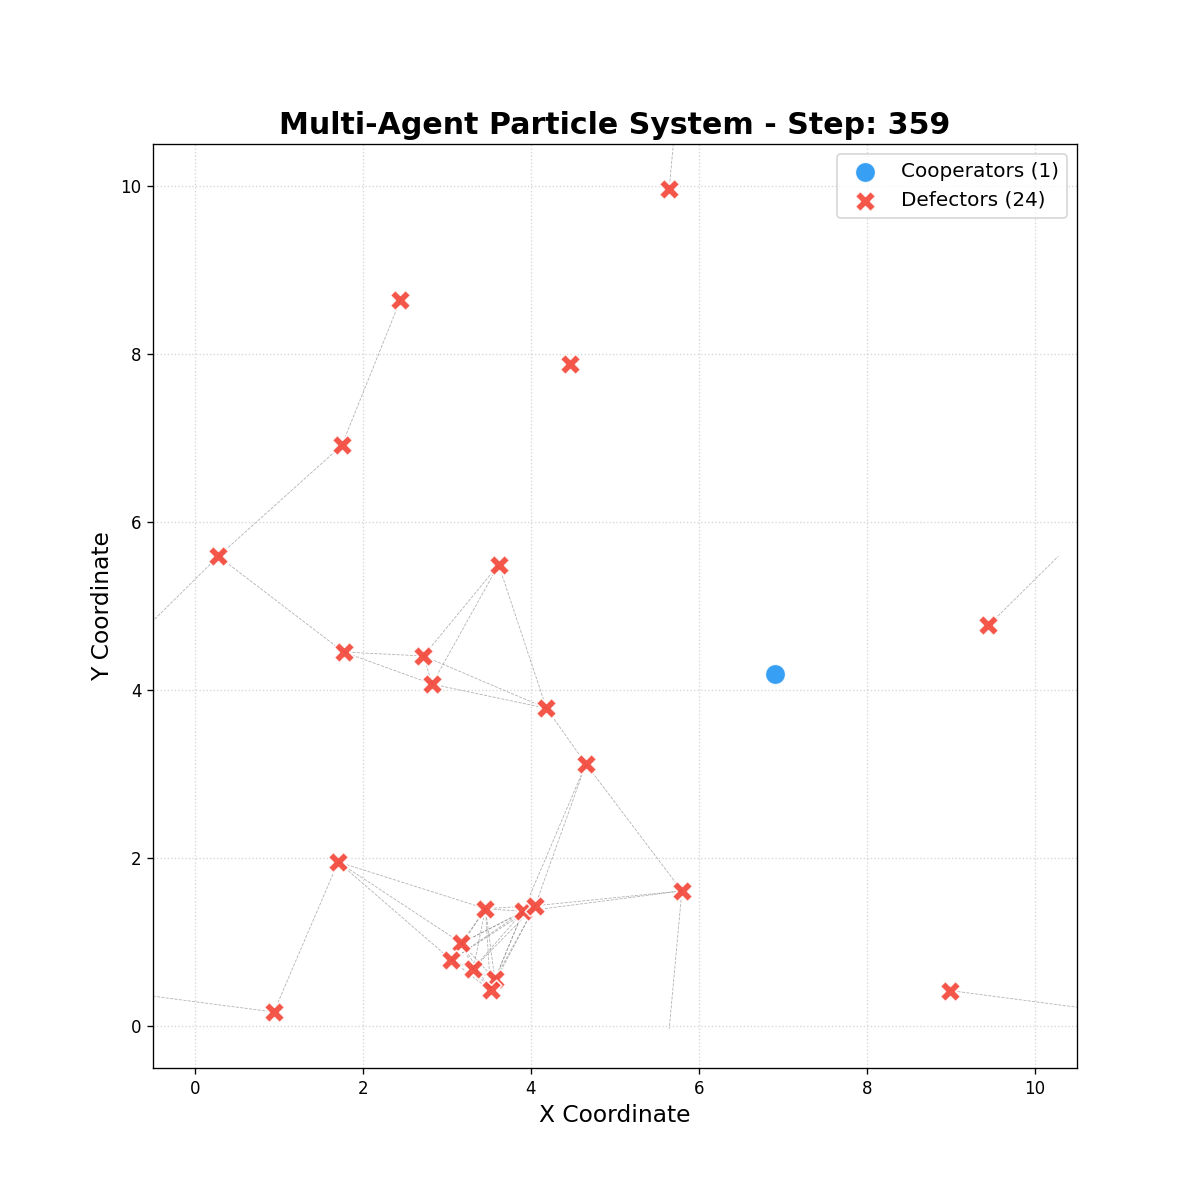 Multi-Agent Particle System - Step: 359
Cooperators (1)
Defectors (24)
10
8
6
4
2
0
Y Coordinate
0 2 4 6 8 10
X Coordinate